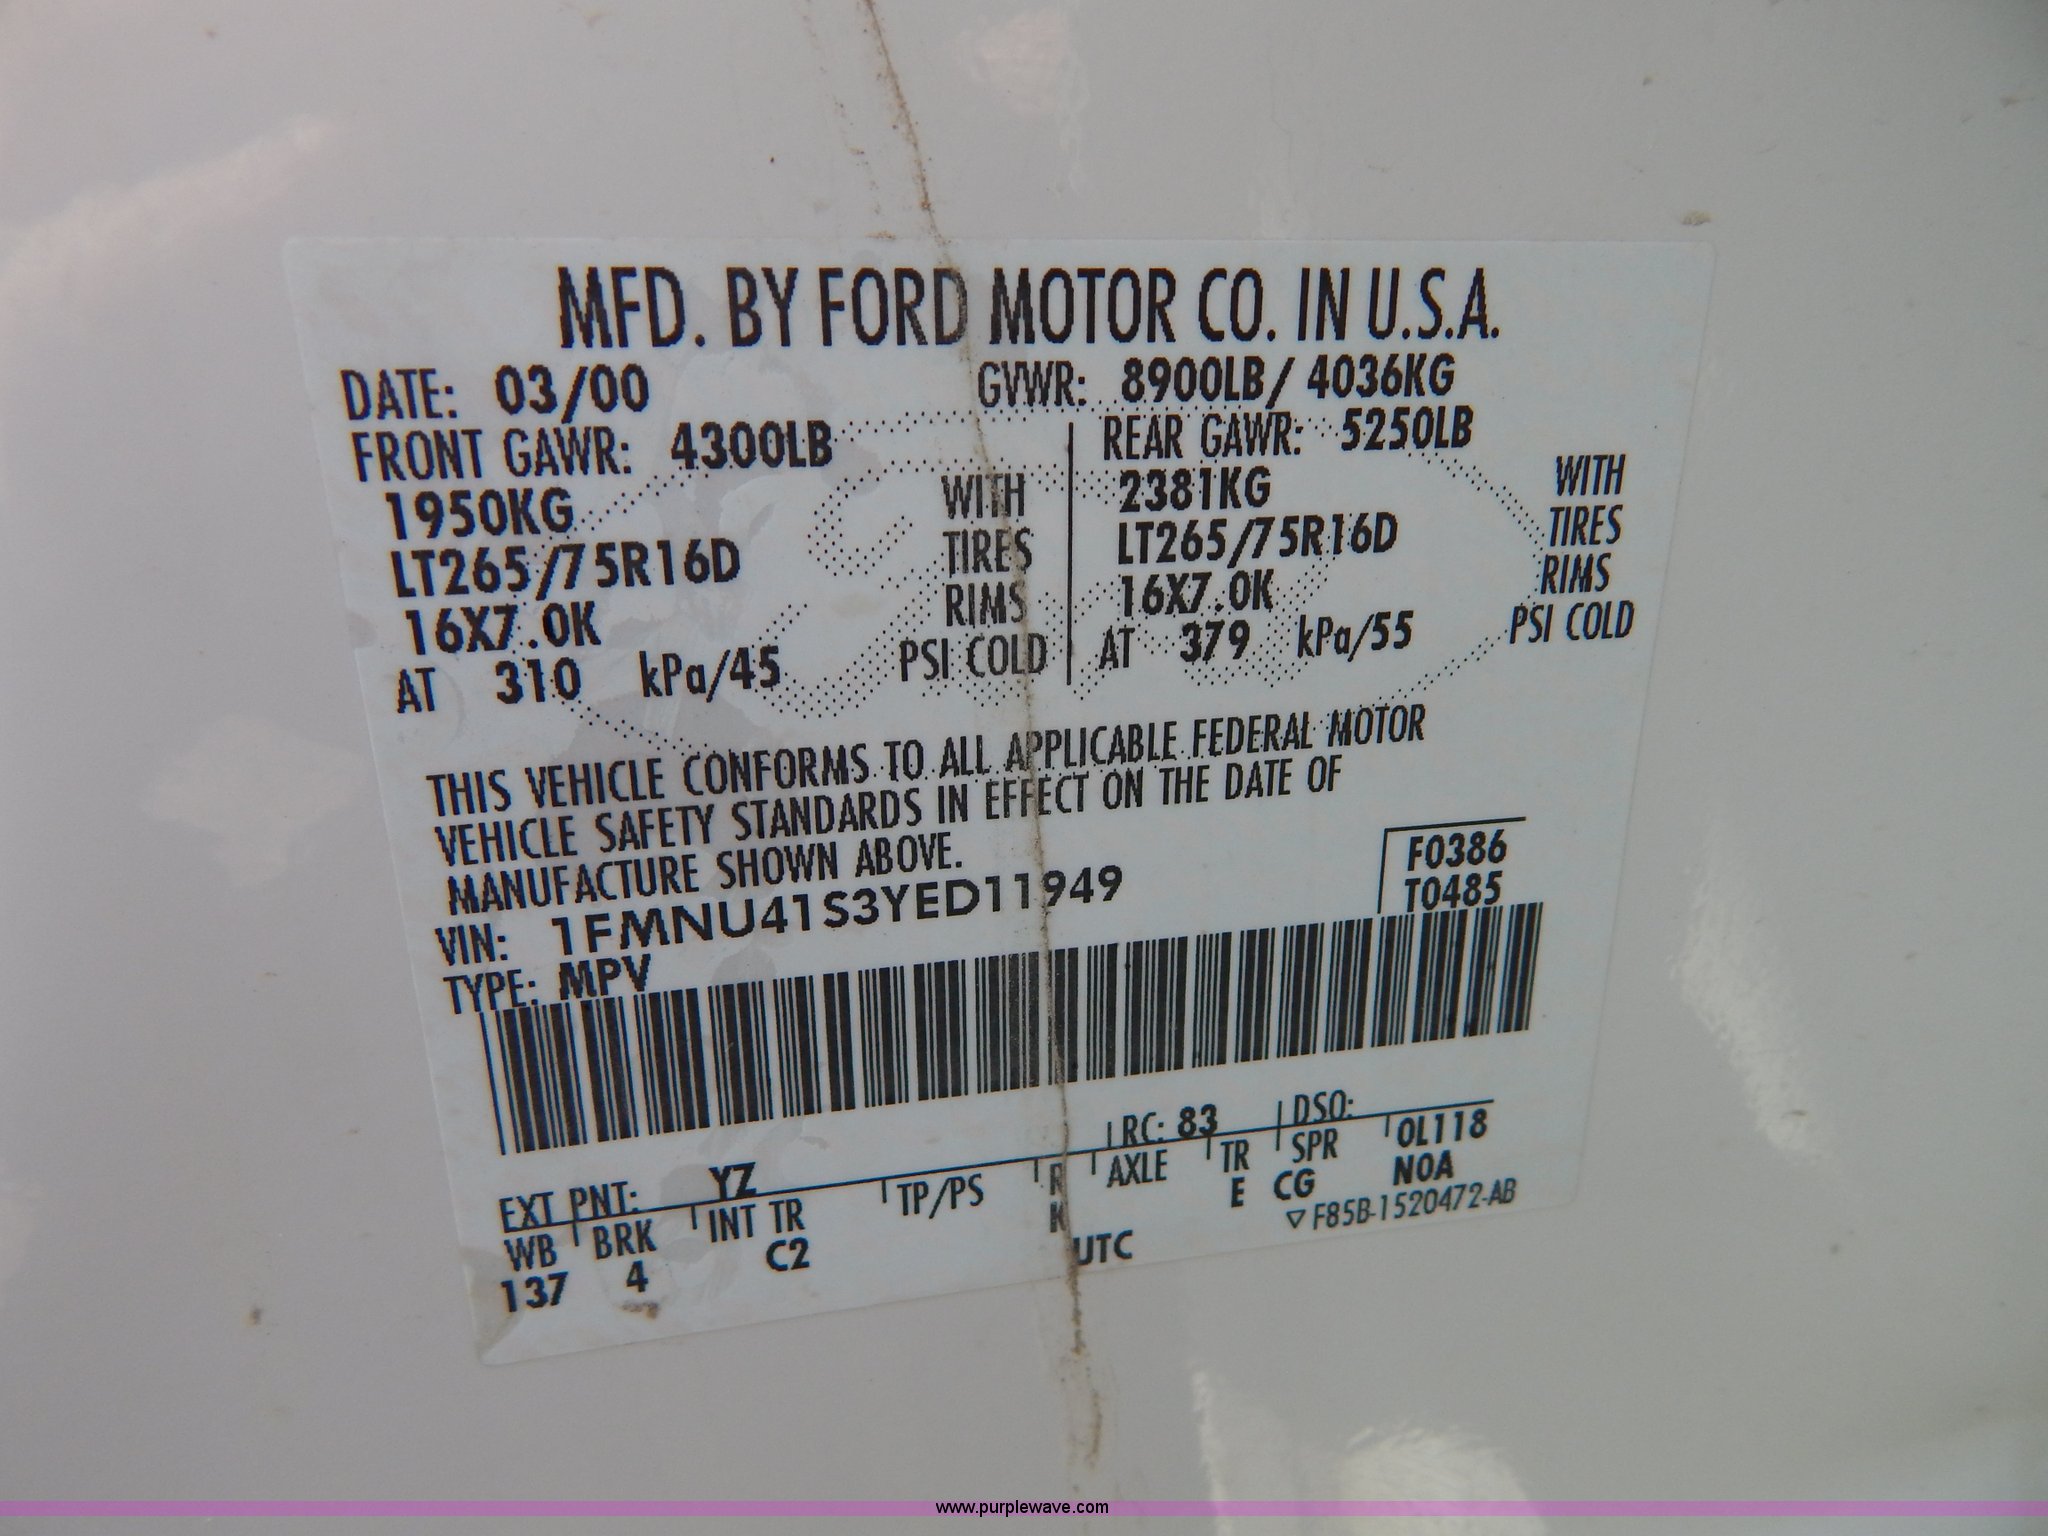 MFD. BY FORD MOTOR CO. IN U.S.A.
DATE: 03/00 GVWR: 8900LB/ 4036KG
FRONT GAWR: 4300LB REAR GAWR: 5250LB
1950KG WITH 2381KG WITH
LT265/75R16D TIRES LT265/75R16D TIRES
16X7.0K RIMS 16X7.0K RIMS
AT 310 kPa/45 PSI COLD AT 379 kPa/55 PSI COLD
THIS VEHICLE CONFORMS TO ALL APPLICABLE FEDERAL MOTOR
VEHICLE SAFETY STANDARDS IN EFFECT ON THE DATE OF
MANUFACTURE SHOWN ABOVE.
F0386
VIN: 1FMNU41S3YED11949 T0485
TYPE: MPV
EXT PNT: YZ RC: 83 DSO:
WB BRK INT TR TP/PS R AXLE TR SPR 0L118
137 4 C2 K E CG N0A
UTC ▽ F85B-1520472-AB
www.purplewave.com